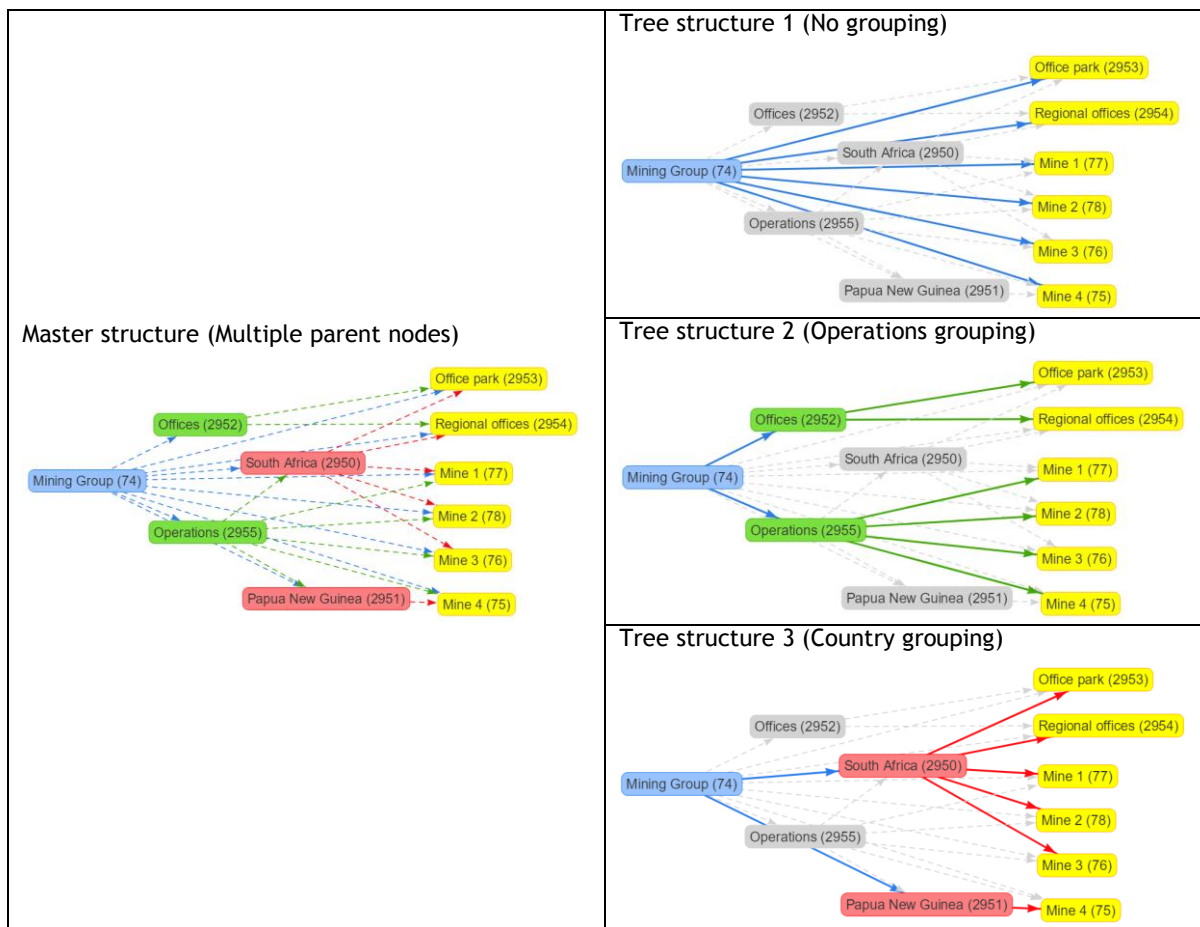 Master structure (Multiple parent nodes)
Office park (2953)
Offices (2952)
Regional offices (2954)
South Africa (2950)
Mining Group (74)
Mine 1 (77)
Mine 2 (78)
Operations (2955)
Mine 3 (76)
Papua New Guinea (2951)
Mine 4 (75)
Tree structure 1 (No grouping)
Office park (2953)
Offices (2952)
Regional offices (2954)
South Africa (2950)
Mining Group (74)
Mine 1 (77)
Mine 2 (78)
Operations (2955)
Mine 3 (76)
Papua New Guinea (2951)
Mine 4 (75)
Tree structure 2 (Operations grouping)
Office park (2953)
Offices (2952)
Regional offices (2954)
South Africa (2950)
Mining Group (74)
Mine 1 (77)
Mine 2 (78)
Operations (2955)
Mine 3 (76)
Papua New Guinea (2951)
Mine 4 (75)
Tree structure 3 (Country grouping)
Office park (2953)
Offices (2952)
Regional offices (2954)
South Africa (2950)
Mining Group (74)
Mine 1 (77)
Mine 2 (78)
Operations (2955)
Mine 3 (76)
Papua New Guinea (2951)
Mine 4 (75)